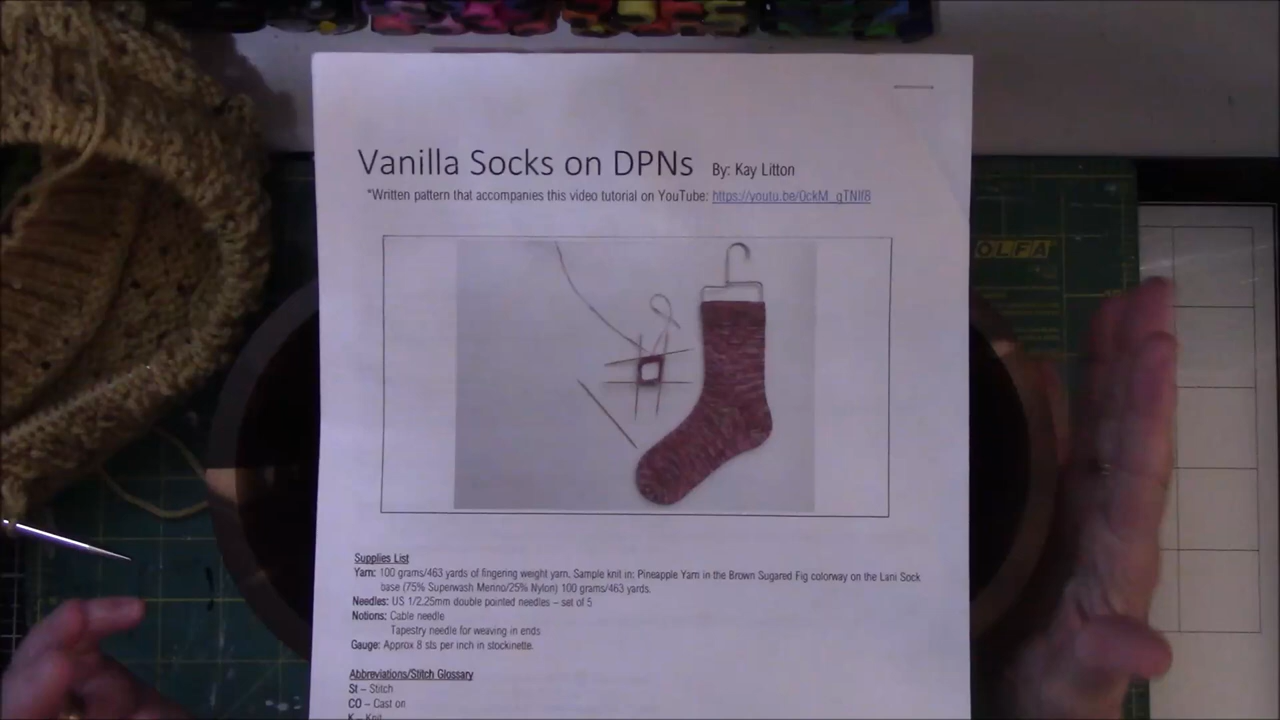 Vanilla Socks on DPNs By: Kay Litton
*Written pattern that accompanies this video tutorial on YouTube: https://youtu.be/0ckM_gTNIf8
OLFA
Supplies List
Yarn: 100 grams/463 yards of fingering weight yarn. Sample knit in: Pineapple Yarn in the Brown Sugared Fig colorway on the Lani Sock
base (75% Superwash Merino/25% Nylon) 100 grams/463 yards.
Needles: US 1/2.25mm double pointed needles – set of 5
Notions: Cable needle
Tapestry needle for weaving in ends
Gauge: Approx 8 sts per inch in stockinette.
Abbreviations/Stitch Glossary
St – Stitch
CO – Cast on
K – Knit